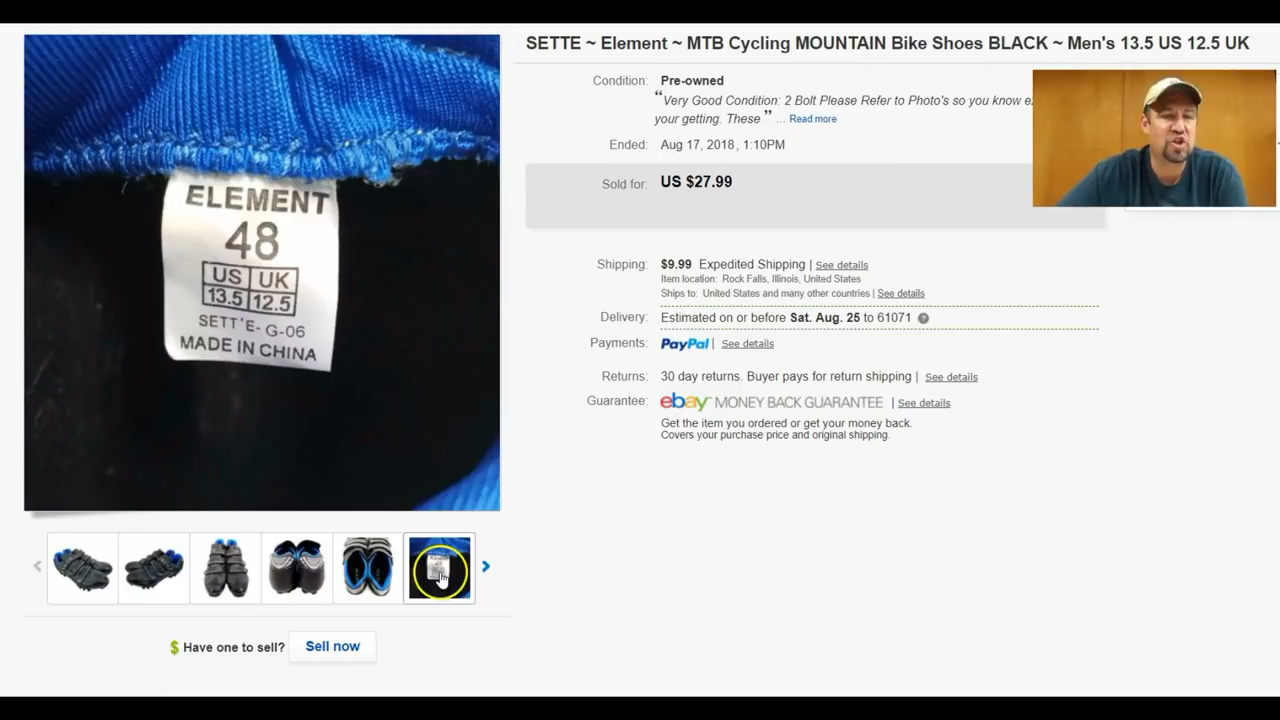 SETTE ~ Element ~ MTB Cycling MOUNTAIN Bike Shoes BLACK ~ Men's 13.5 US 12.5 UK
ELEMENT
48
US UK
13.5 12.5
SETT'E- G-06
MADE IN CHINA
Condition: Pre-owned
“Very Good Condition: 2 Bolt Please Refer to Photo's so you know
your getting. These ” ... Read more
Ended: Aug 17, 2018, 1:10PM
Sold for: US $27.99
Shipping: $9.99 Expedited Shipping | See details
Item location: Rock Falls, Illinois, United States
Ships to: United States and many other countries | See details
Delivery: Estimated on or before Sat. Aug. 25 to 61071 ?
Payments: PayPal | See details
Returns: 30 day returns. Buyer pays for return shipping | See details
Guarantee: ebay MONEY BACK GUARANTEE | See details
Get the item you ordered or get your money back.
Covers your purchase price and original shipping.
$ Have one to sell? Sell now